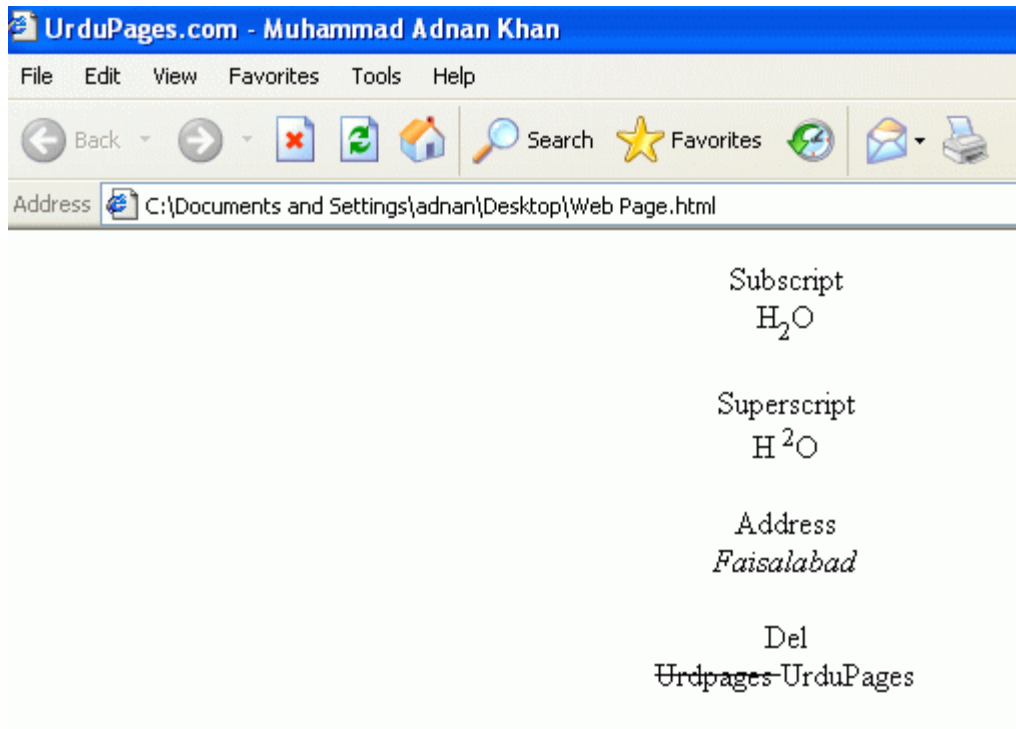 UrduPages.com - Muhammad Adnan Khan
File Edit View Favorites Tools Help
Back Search Favorites
Address C:\Documents and Settings\adnan\Desktop\Web Page.html
Subscript
H₂O
Superscript
H ²O
Address
Faisalabad
Del
Urdpages UrduPages